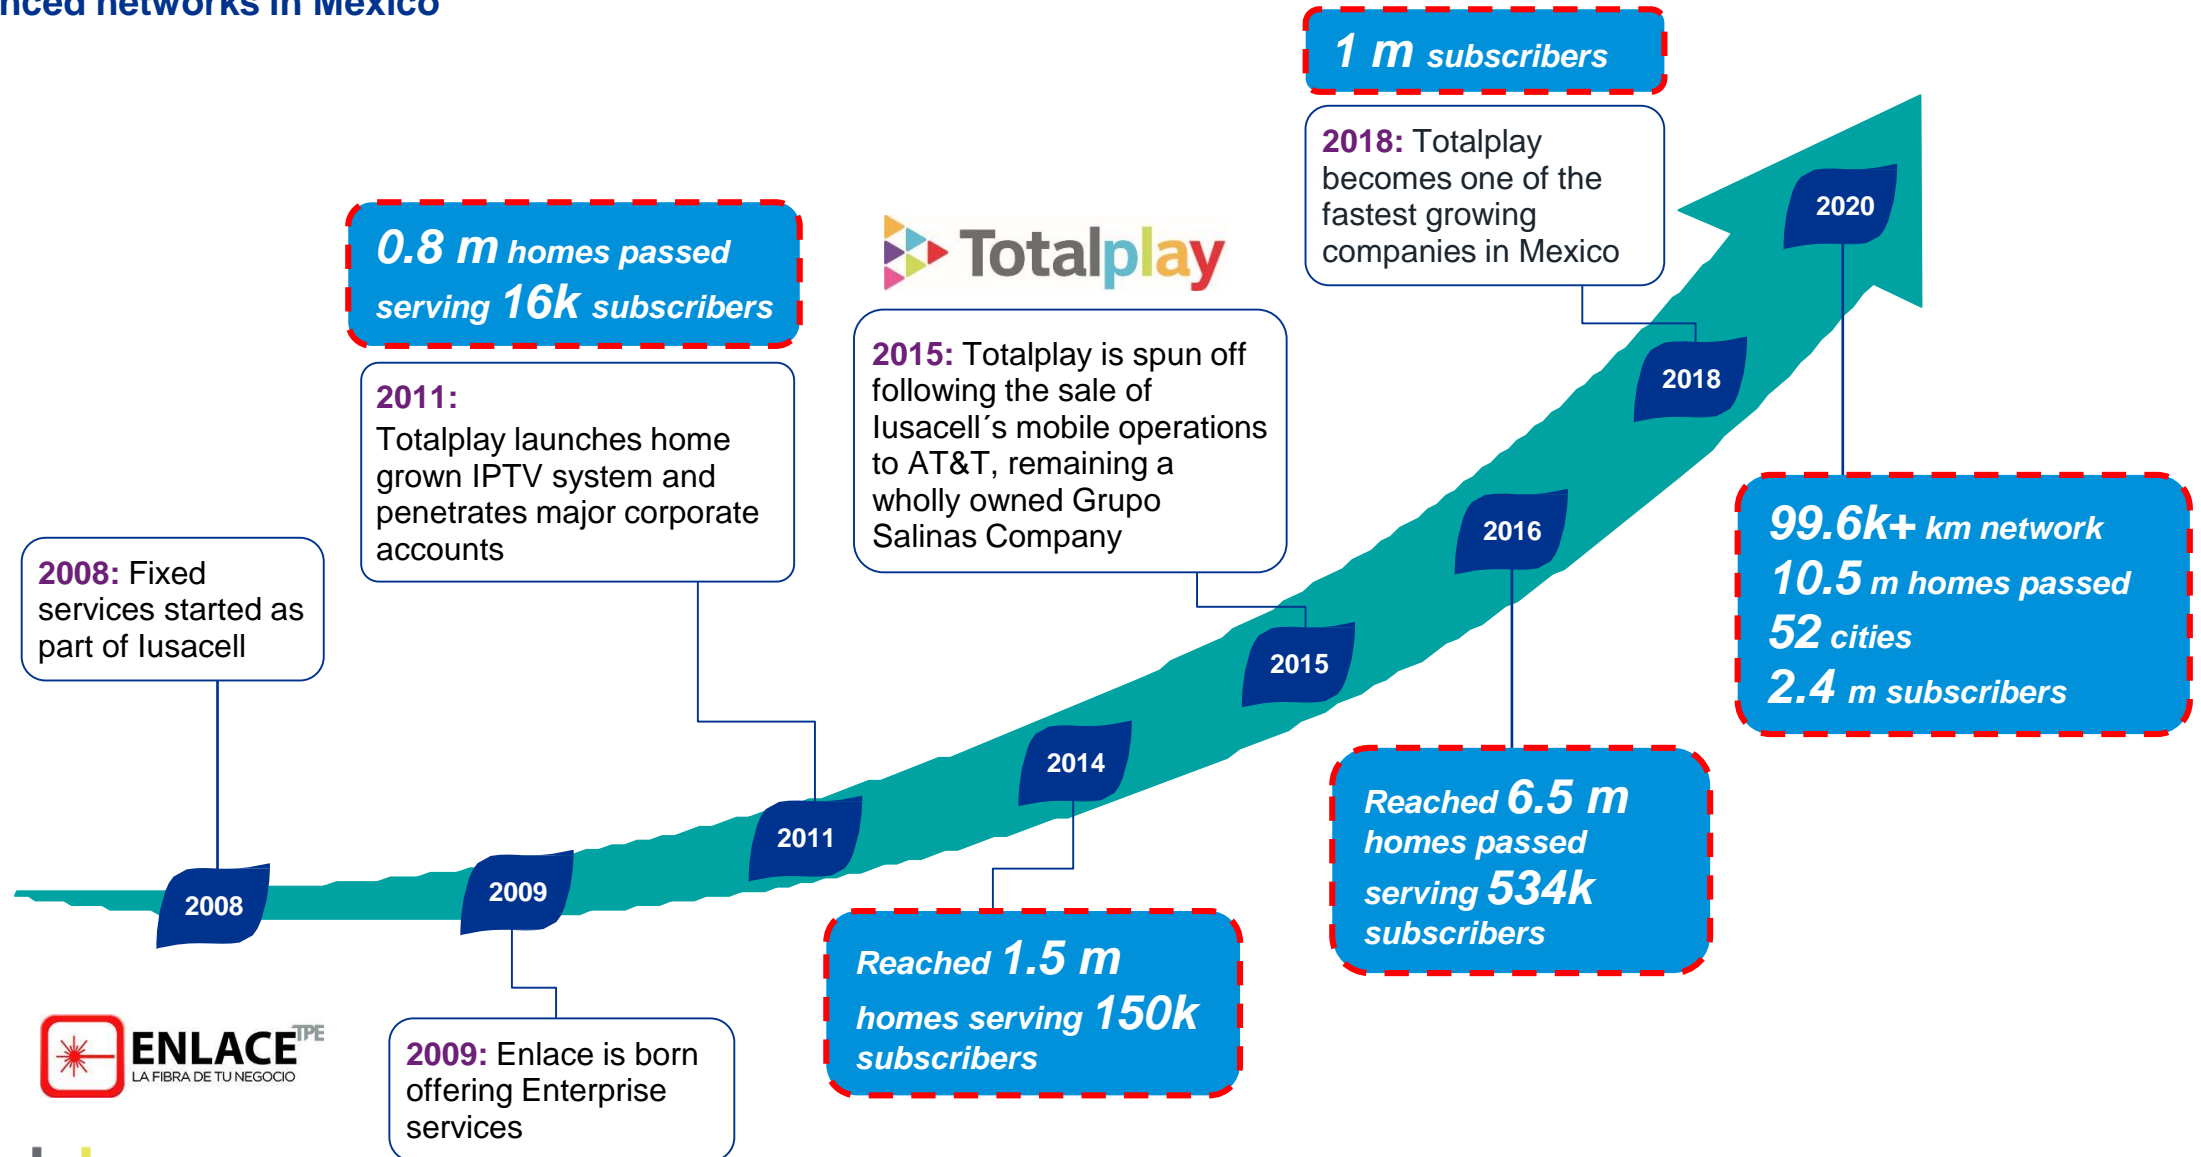 networks in Mexico
1 m subscribers
2018: Totalplay
becomes one of the
fastest growing
companies in Mexico
2020
0.8 m homes passed
serving 16k subscribers
Totalplay
2011:
Totalplay launches home
grown IPTV system and
penetrates major corporate
accounts
2015: Totalplay is spun off
following the sale of
Iusacell´s mobile operations
to AT&T, remaining a
wholly owned Grupo
Salinas Company
2018
2016
99.6k+ km network
10.5 m homes passed
52 cities
2.4 m subscribers
2008: Fixed
services started as
part of Iusacell
2015
2014
2011
2009
2008
Reached 6.5 m
homes passed
serving 534k
subscribers
Reached 1.5 m
homes serving 150k
subscribers
ENLACE TPE
LA FIBRA DE TU NEGOCIO
2009: Enlace is born
offering Enterprise
services